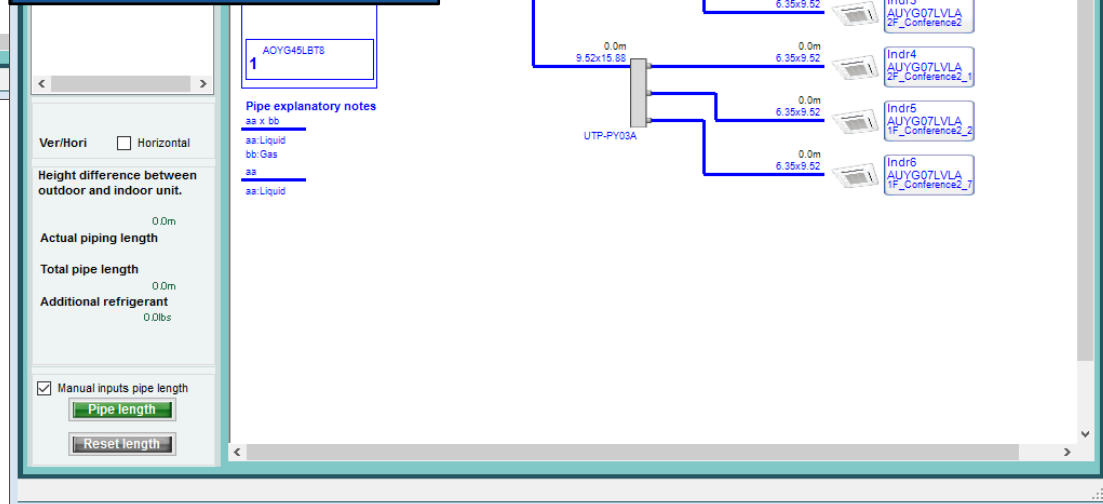 6.35x9.52
Indr3
AUYG07LVLA
2F_Conference2
AOYG45LBT8
1
0.0m
9.52x15.88
0.0m
6.35x9.52
Indr4
AUYG07LVLA
2F_Conference2_1
Pipe explanatory notes
aa x bb
aa:Liquid
bb:Gas
aa
aa:Liquid
UTP-PY03A
0.0m
6.35x9.52
Indr5
AUYG07LVLA
1F_Conference2_2
0.0m
6.35x9.52
Indr6
AUYG07LVLA
1F_Conference2_7
Ver/Hori
Horizontal
Height difference between
outdoor and indoor unit.
0.0m
Actual piping length
Total pipe length
0.0m
Additional refrigerant
0.0lbs
Manual inputs pipe length
Pipe length
Reset length